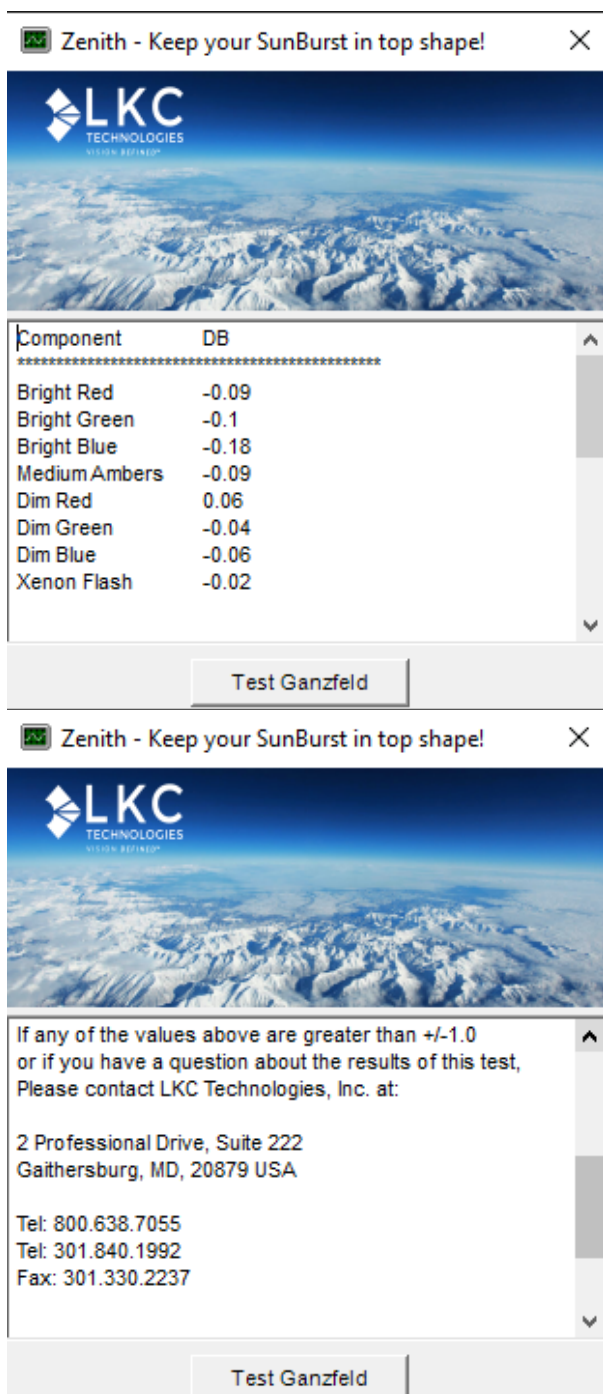 Zenith - Keep your SunBurst in top shape!
LKC
TECHNOLOGIES
VISION DEFINED™
Component DB
************************************************
Bright Red -0.09
Bright Green -0.1
Bright Blue -0.18
Medium Ambers -0.09
Dim Red 0.06
Dim Green -0.04
Dim Blue -0.06
Xenon Flash -0.02
Test Ganzfeld
Zenith - Keep your SunBurst in top shape!
LKC
TECHNOLOGIES
VISION DEFINED™
If any of the values above are greater than +/-1.0
or if you have a question about the results of this test,
Please contact LKC Technologies, Inc. at:
2 Professional Drive, Suite 222
Gaithersburg, MD, 20879 USA
Tel: 800.638.7055
Tel: 301.840.1992
Fax: 301.330.2237
Test Ganzfeld